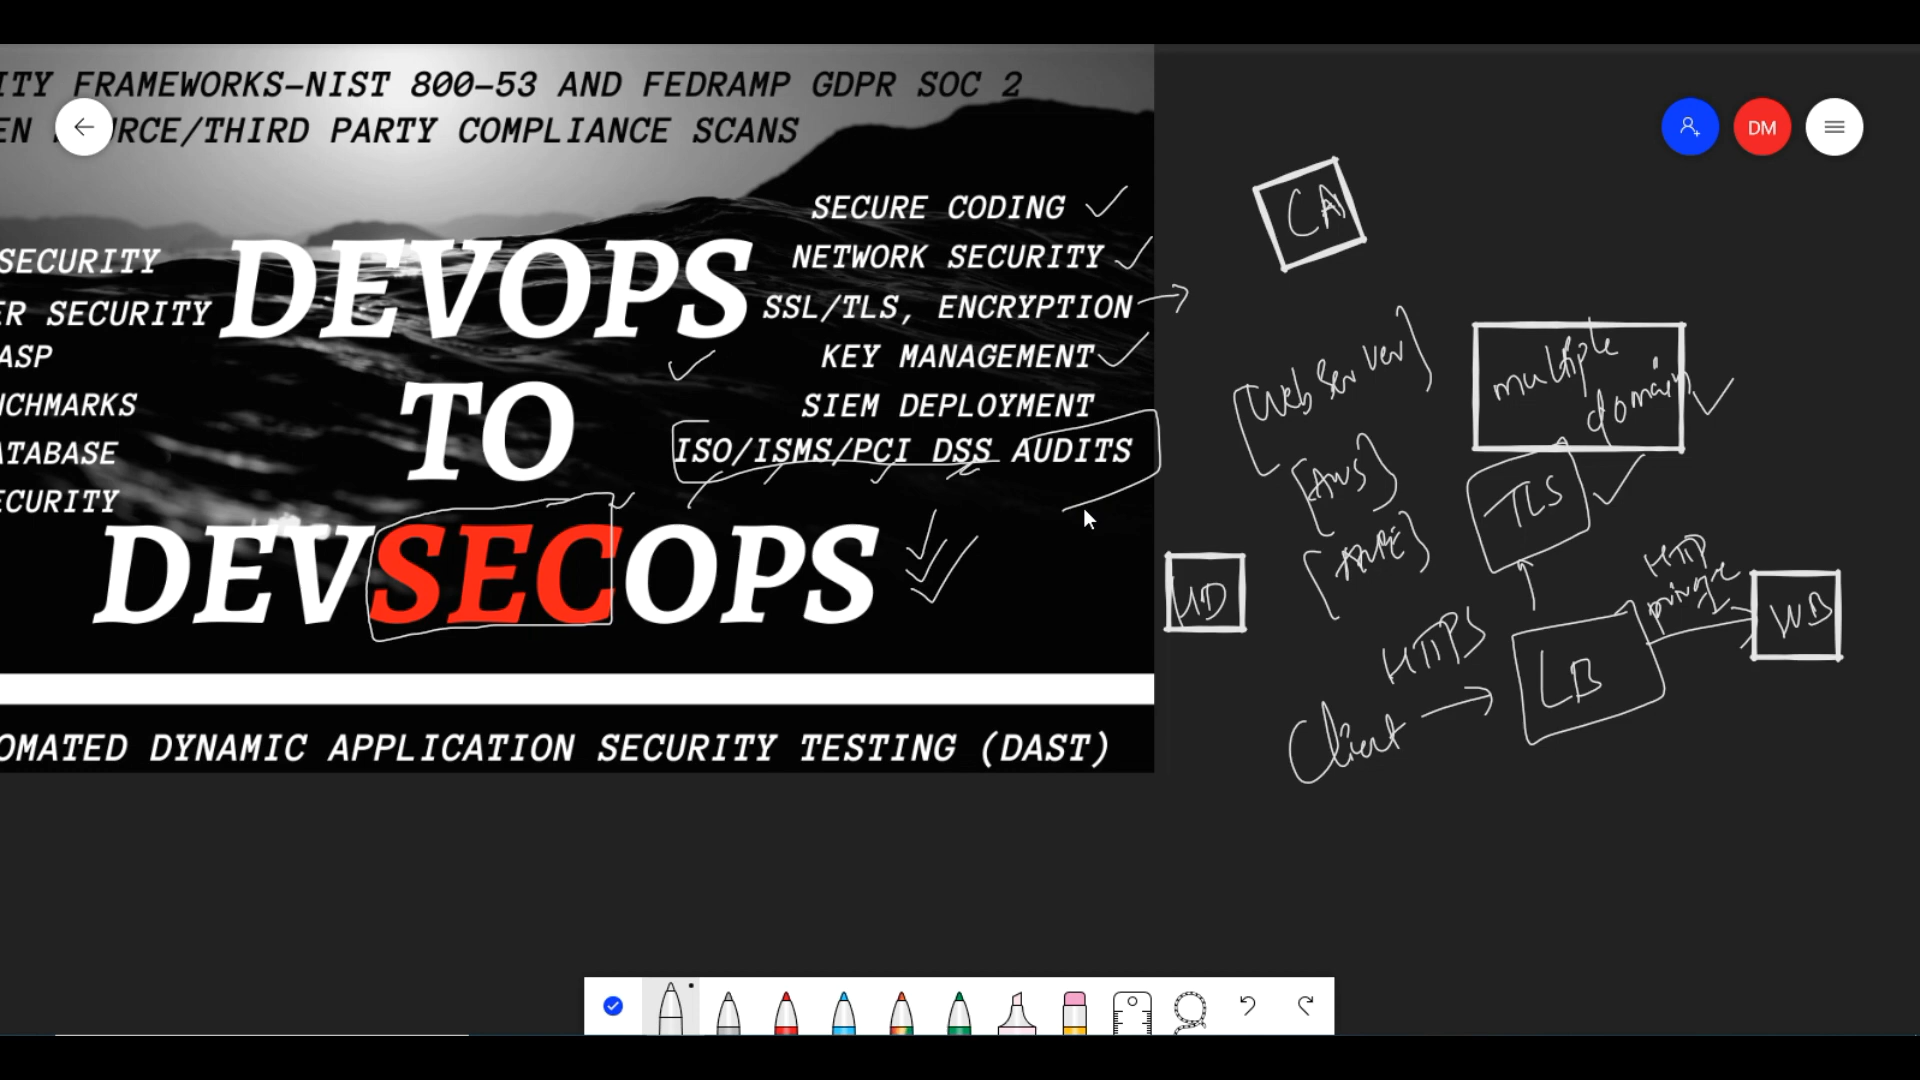 ITY FRAMEWORKS-NIST 800-53 AND FEDRAMP GDPR SOC 2
EN RCE/THIRD PARTY COMPLIANCE SCANS
SECURITY
ER SECURITY
ASP
NCHMARKS
ATABASE
ECURITY
DEVOPS
TO
DEVSECOPS
SECURE CODING
NETWORK SECURITY
SSL/TLS, ENCRYPTION
KEY MANAGEMENT
SIEM DEPLOYMENT
ISO/ISMS/PCI DSS AUDITS
OMATED DYNAMIC APPLICATION SECURITY TESTING (DAST)
DM
CA
[Web Server]
[AWS]
multiple
domain
TLS
HTTP
WB
HTTPS
LB
Client